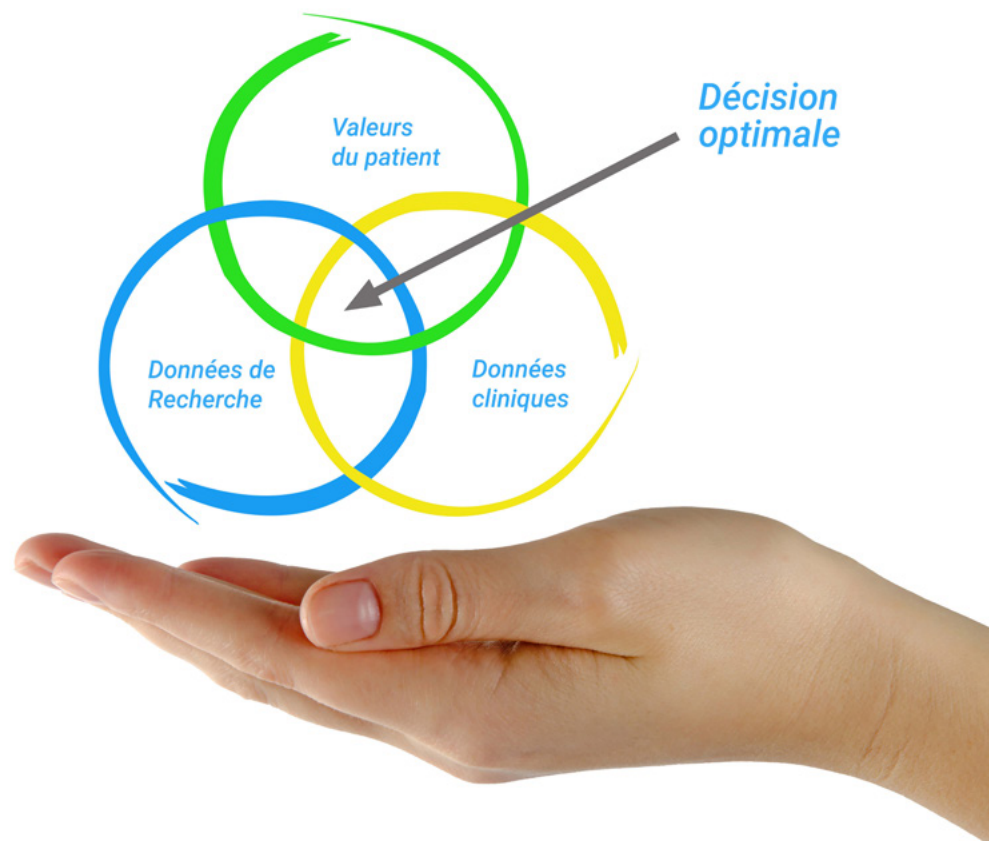 Valeurs
du patient
Décision
optimale
Données de
Recherche
Données
cliniques